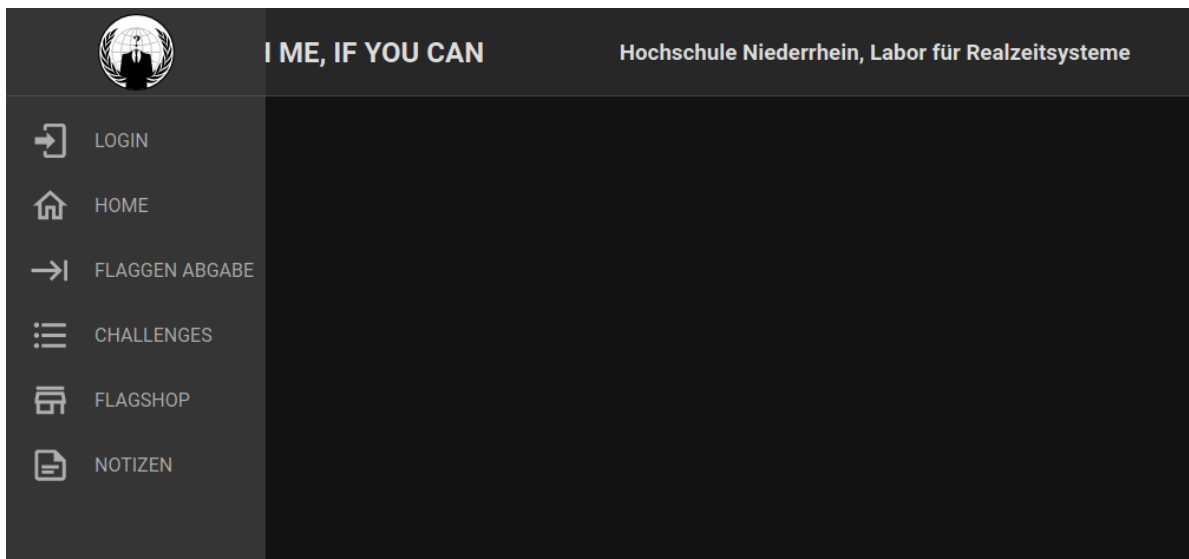 I ME, IF YOU CAN
Hochschule Niederrhein, Labor für Realzeitsysteme
LOGIN
HOME
FLAGGEN ABGABE
CHALLENGES
FLAGSHOP
NOTIZEN